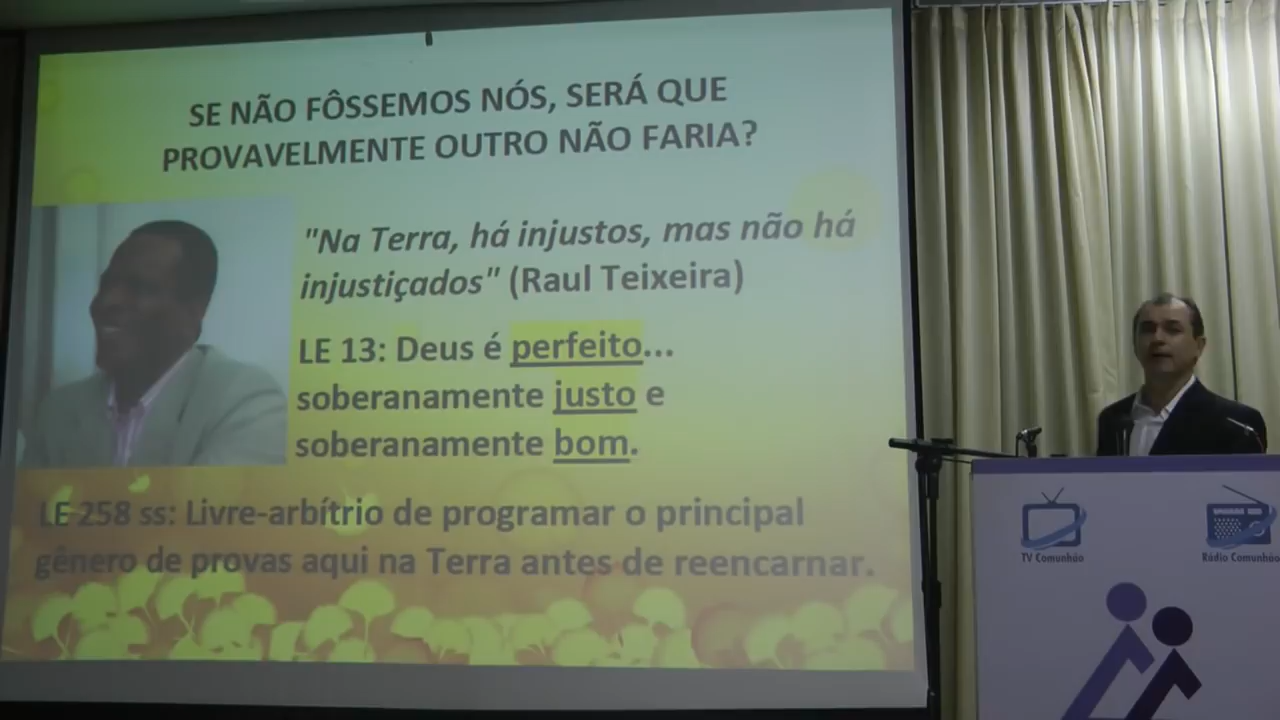 SE NÃO FÔSSEMOS NÓS, SERÁ QUE
PROVAVELMENTE OUTRO NÃO FARIA?
"Na Terra, há injustos, mas não há
injustiçados" (Raul Teixeira)
LE 13: Deus é perfeito...
soberanamente justo e
soberanamente bom.
LE 258 ss: Livre-arbítrio de programar o principal
gênero de provas aqui na Terra antes de reencarnar.
TV Comunhão
Rádio Comunhão